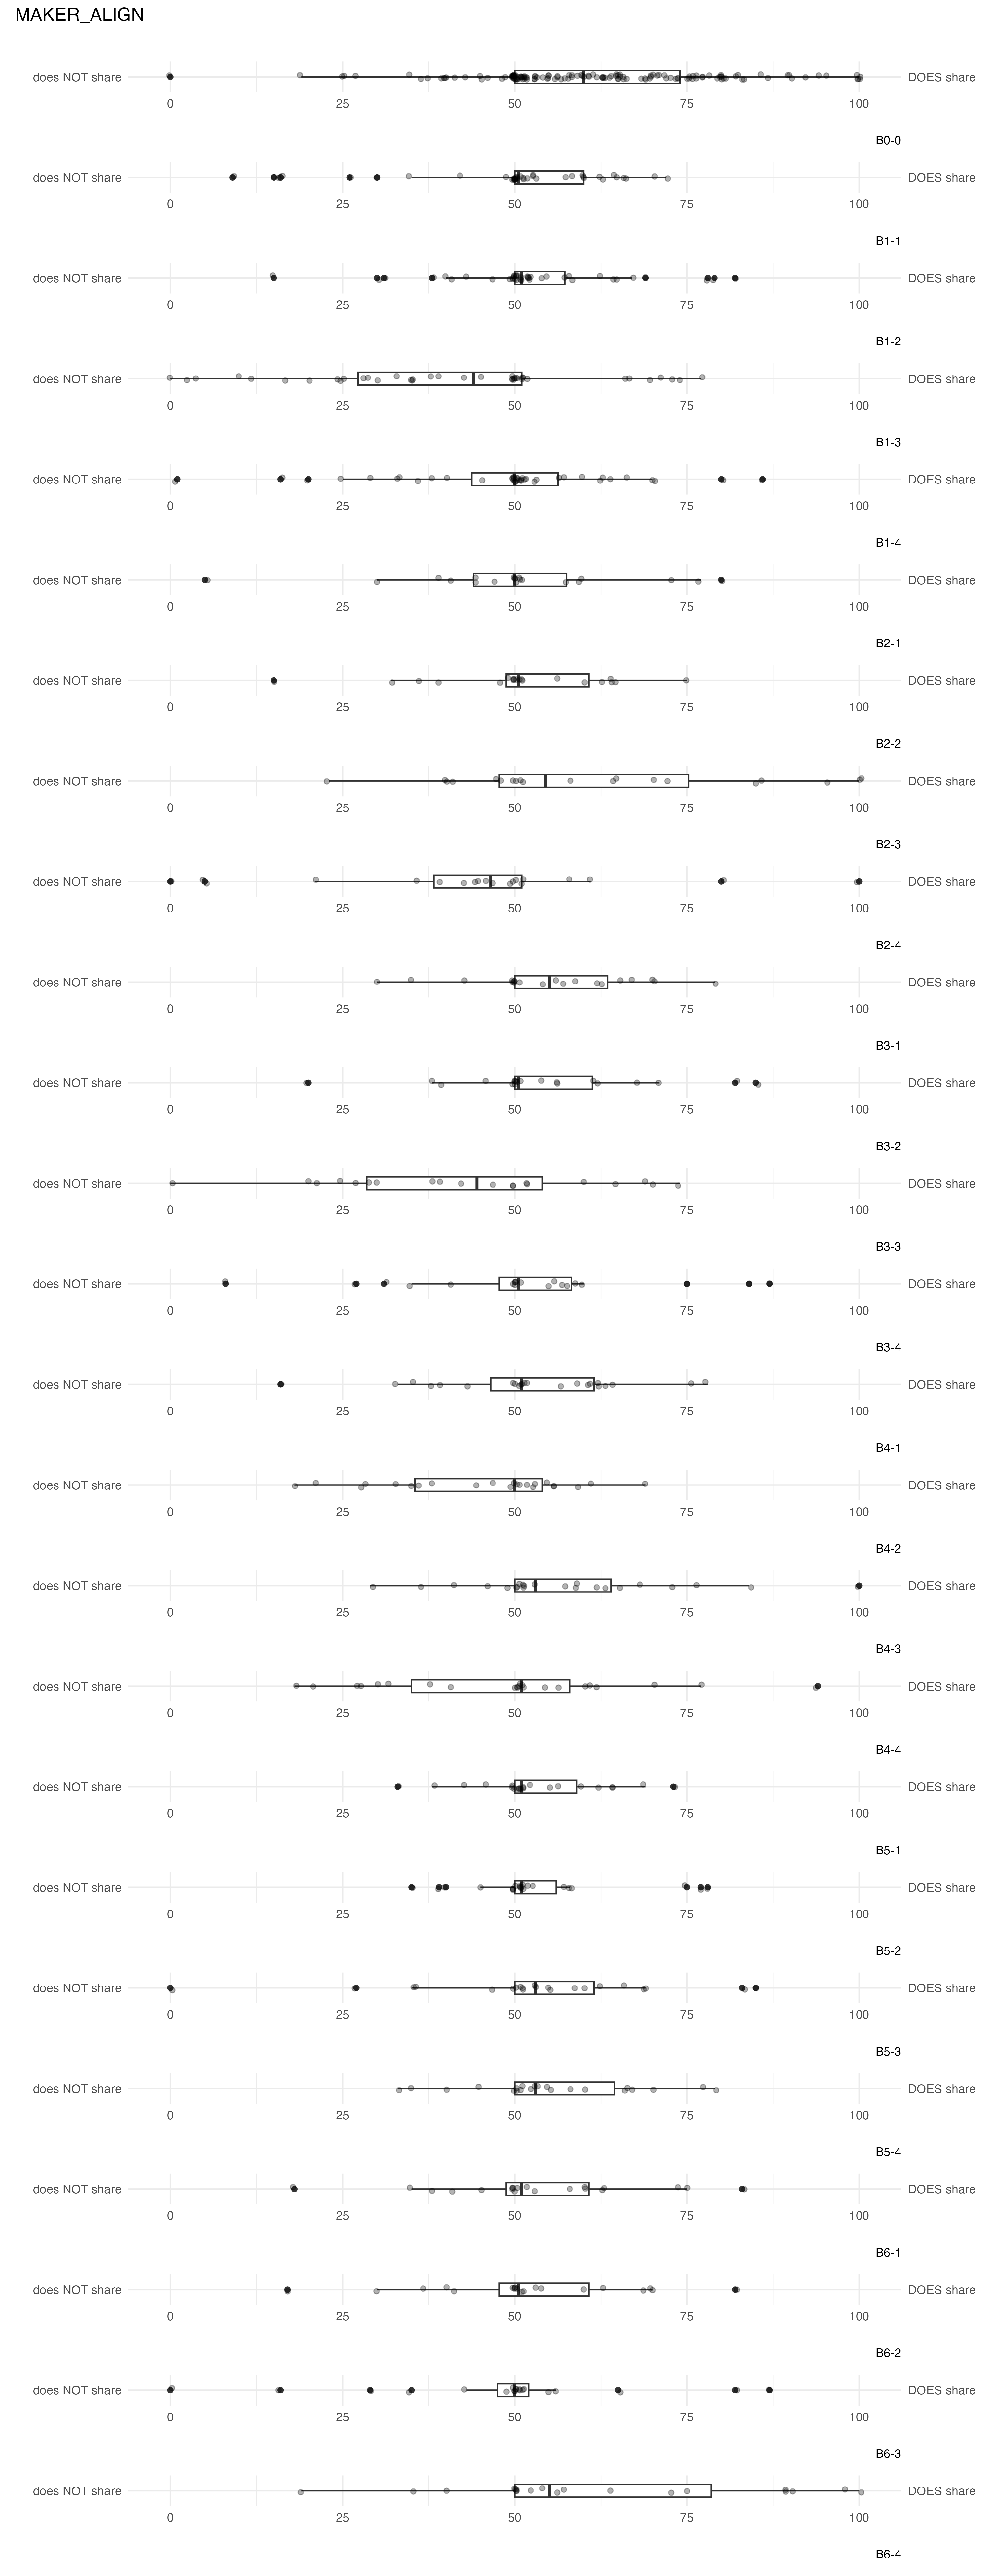 MAKER_ALIGN
does NOT share DOES share
0 25 50 75 100
B0-0
does NOT share DOES share
0 25 50 75 100
B1-1
does NOT share DOES share
0 25 50 75 100
B1-2
does NOT share DOES share
0 25 50 75 100
B1-3
does NOT share DOES share
0 25 50 75 100
B1-4
does NOT share DOES share
0 25 50 75 100
B2-1
does NOT share DOES share
0 25 50 75 100
B2-2
does NOT share DOES share
0 25 50 75 100
B2-3
does NOT share DOES share
0 25 50 75 100
B2-4
does NOT share DOES share
0 25 50 75 100
B3-1
does NOT share DOES share
0 25 50 75 100
B3-2
does NOT share DOES share
0 25 50 75 100
B3-3
does NOT share DOES share
0 25 50 75 100
B3-4
does NOT share DOES share
0 25 50 75 100
B4-1
does NOT share DOES share
0 25 50 75 100
B4-2
does NOT share DOES share
0 25 50 75 100
B4-3
does NOT share DOES share
0 25 50 75 100
B4-4
does NOT share DOES share
0 25 50 75 100
B5-1
does NOT share DOES share
0 25 50 75 100
B5-2
does NOT share DOES share
0 25 50 75 100
B5-3
does NOT share DOES share
0 25 50 75 100
B5-4
does NOT share DOES share
0 25 50 75 100
B6-1
does NOT share DOES share
0 25 50 75 100
B6-2
does NOT share DOES share
0 25 50 75 100
B6-3
does NOT share DOES share
0 25 50 75 100
B6-4